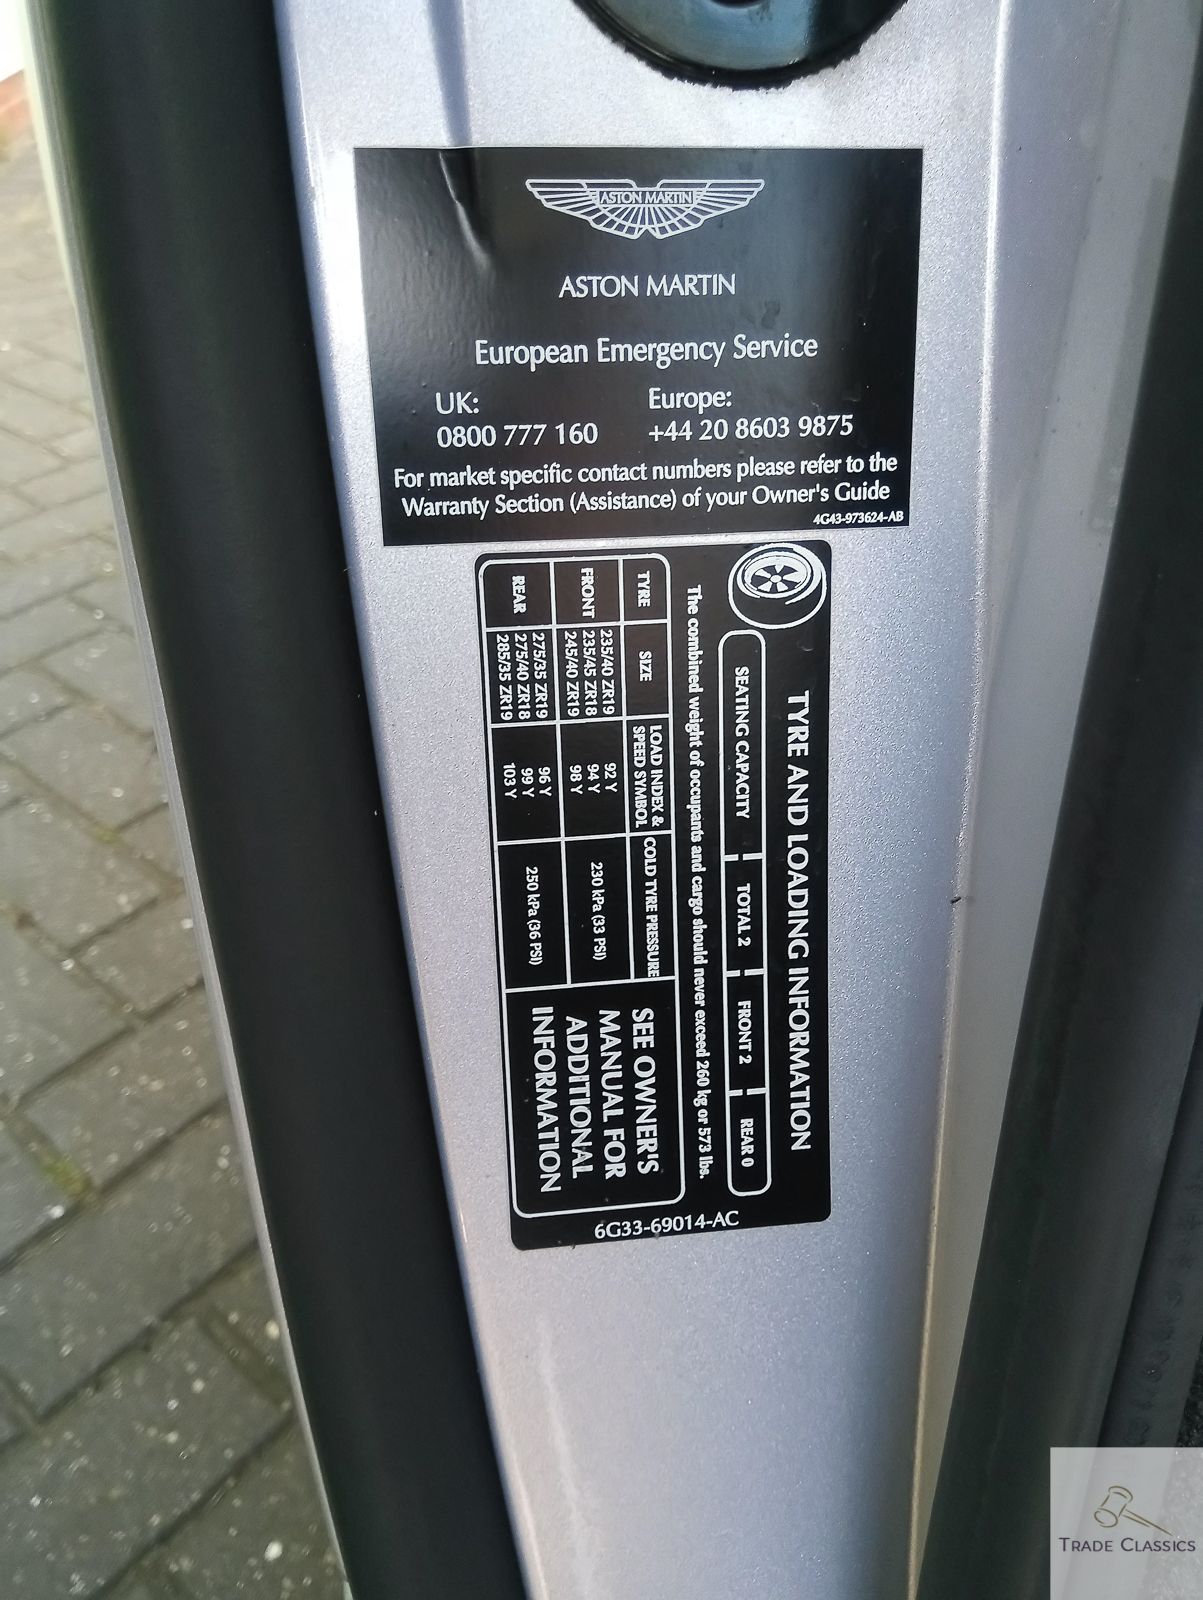 ASTON MARTIN
ASTON MARTIN
European Emergency Service
UK:
0800 777 160
Europe:
+44 20 8603 9875
For market specific contact numbers please refer to the
Warranty Section (Assistance) of your Owner's Guide
4G43-973624-AB
TYRE AND LOADING INFORMATION
SEATING CAPACITY TOTAL 2 FRONT 2 REAR 0
The combined weight of occupants and cargo should never exceed 260 kg or 573 lbs.
TYRE SIZE LOAD INDEX & SPEED SYMBOL COLD TYRE PRESSURE
FRONT
235/40 ZR19 92 Y
235/45 ZR18 94 Y
245/40 ZR19 98 Y
230 kPa (33 PSI)
REAR
275/35 ZR19 96 Y
275/40 ZR18 99 Y
285/35 ZR19 103 Y
250 kPa (36 PSI)
SEE OWNER'S
MANUAL FOR
ADDITIONAL
INFORMATION
6G33-69014-AC
TRADE CLASSICS